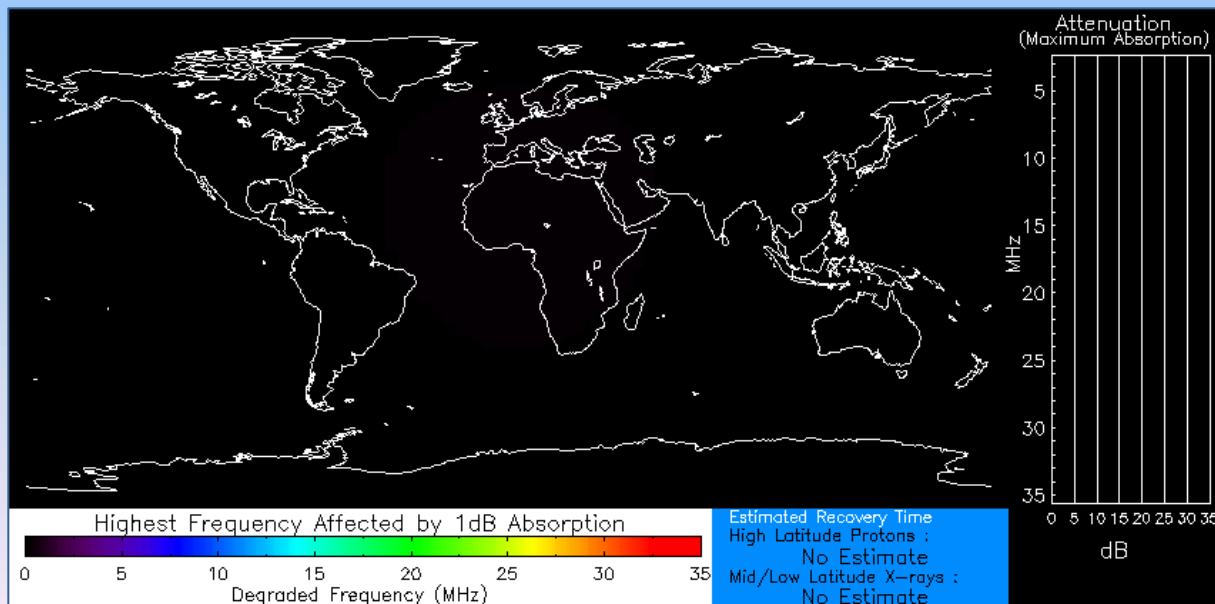 Attenuation
(Maximum Absorption)
5
10
15
20
25
30
35
MHz
0 5 10 15 20 25 30 35
dB
Highest Frequency Affected by 1dB Absorption
0 5 10 15 20 25 30 35
Degraded Frequency (MHz)
Estimated Recovery Time
High Latitude Protons :
No Estimate
Mid/Low Latitude X-rays :
No Estimate